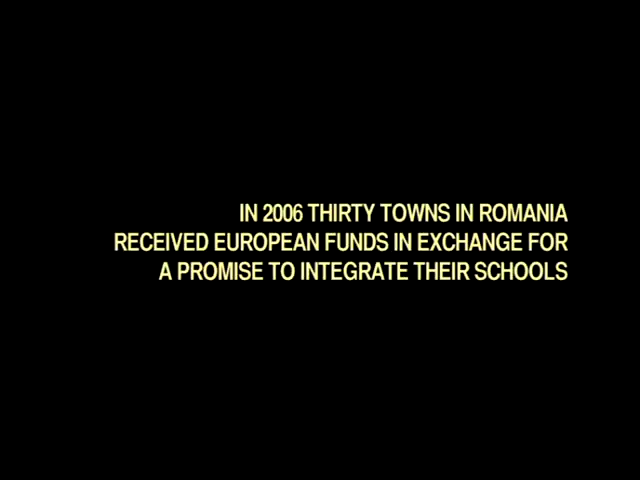 IN 2006 THIRTY TOWNS IN ROMANIA
RECEIVED EUROPEAN FUNDS IN EXCHANGE FOR
A PROMISE TO INTEGRATE THEIR SCHOOLS